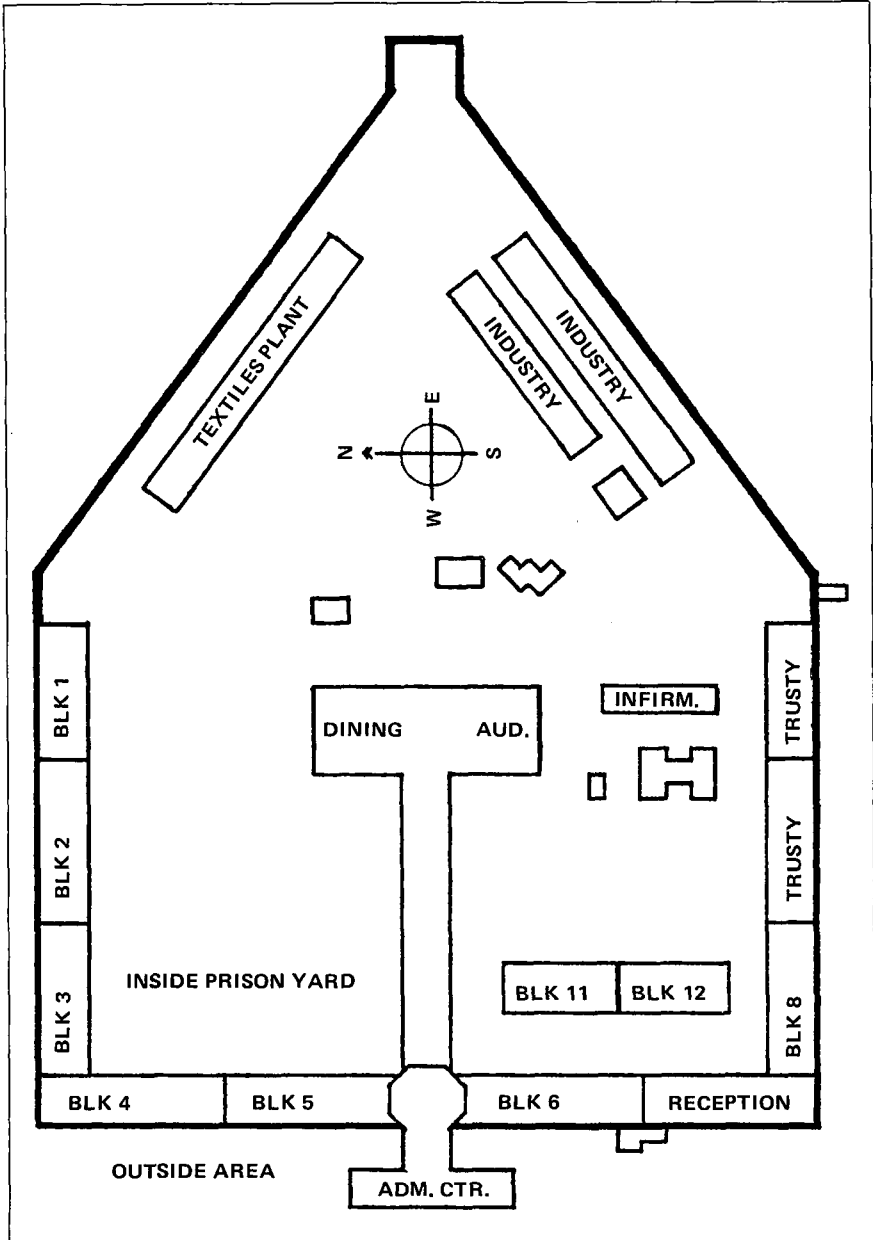 TEXTILES PLANT
INDUSTRY
INDUSTRY
E
N
S
W
BLK 1
TRUSTY
INFIRM.
DINING
AUD.
BLK 2
TRUSTY
INSIDE PRISON YARD
BLK 3
BLK 11
BLK 12
BLK 8
BLK 4
BLK 5
BLK 6
RECEPTION
OUTSIDE AREA
ADM. CTR.